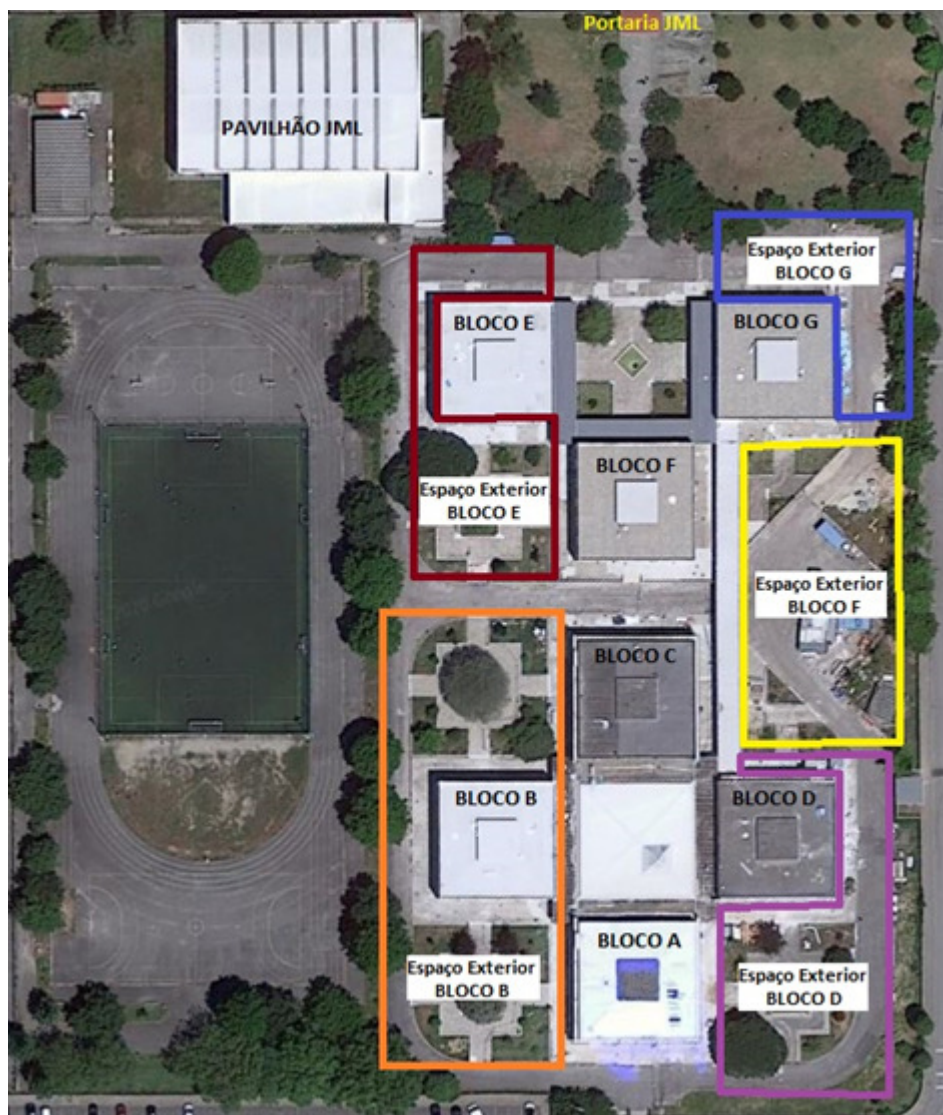 Portaria JML
PAVILHÃO JML
Espaço Exterior
BLOCO G
BLOCO E
BLOCO G
BLOCO F
Espaço Exterior
BLOCO E
Espaço Exterior
BLOCO F
BLOCO C
BLOCO B
BLOCO D
BLOCO A
Espaço Exterior
BLOCO B
Espaço Exterior
BLOCO D